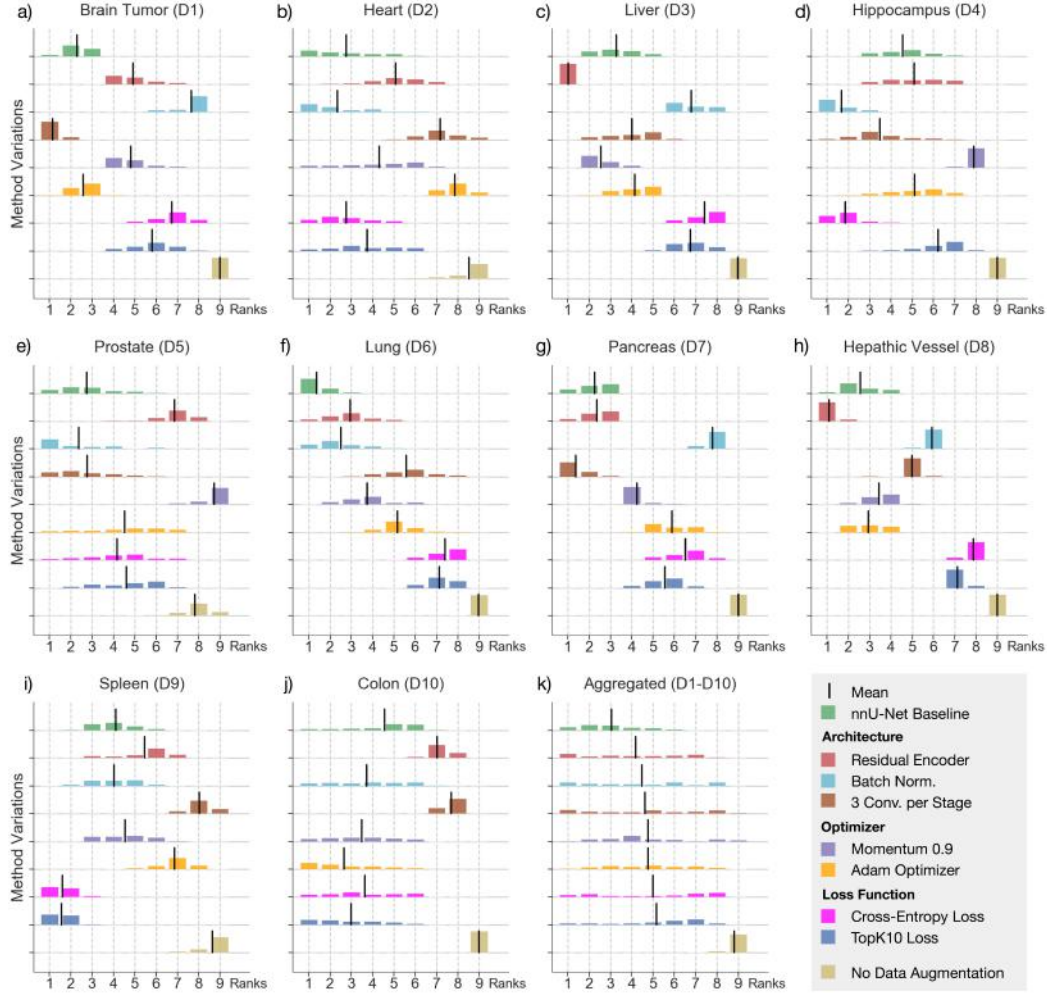 a) Brain Tumor (D1)
b) Heart (D2)
c) Liver (D3)
d) Hippocampus (D4)
Method Variations
1 2 3 4 5 6 7 8 9 Ranks
1 2 3 4 5 6 7 8 9 Ranks
1 2 3 4 5 6 7 8 9 Ranks
1 2 3 4 5 6 7 8 9 Ranks
e) Prostate (D5)
f) Lung (D6)
g) Pancreas (D7)
h) Hepathic Vessel (D8)
Method Variations
1 2 3 4 5 6 7 8 9 Ranks
1 2 3 4 5 6 7 8 9 Ranks
1 2 3 4 5 6 7 8 9 Ranks
1 2 3 4 5 6 7 8 9 Ranks
i) Spleen (D9)
j) Colon (D10)
k) Aggregated (D1-D10)
Method Variations
1 2 3 4 5 6 7 8 9 Ranks
1 2 3 4 5 6 7 8 9 Ranks
1 2 3 4 5 6 7 8 9 Ranks
Mean
nnU-Net Baseline
Architecture
Residual Encoder
Batch Norm.
3 Conv. per Stage
Optimizer
Momentum 0.9
Adam Optimizer
Loss Function
Cross-Entropy Loss
TopK10 Loss
No Data Augmentation